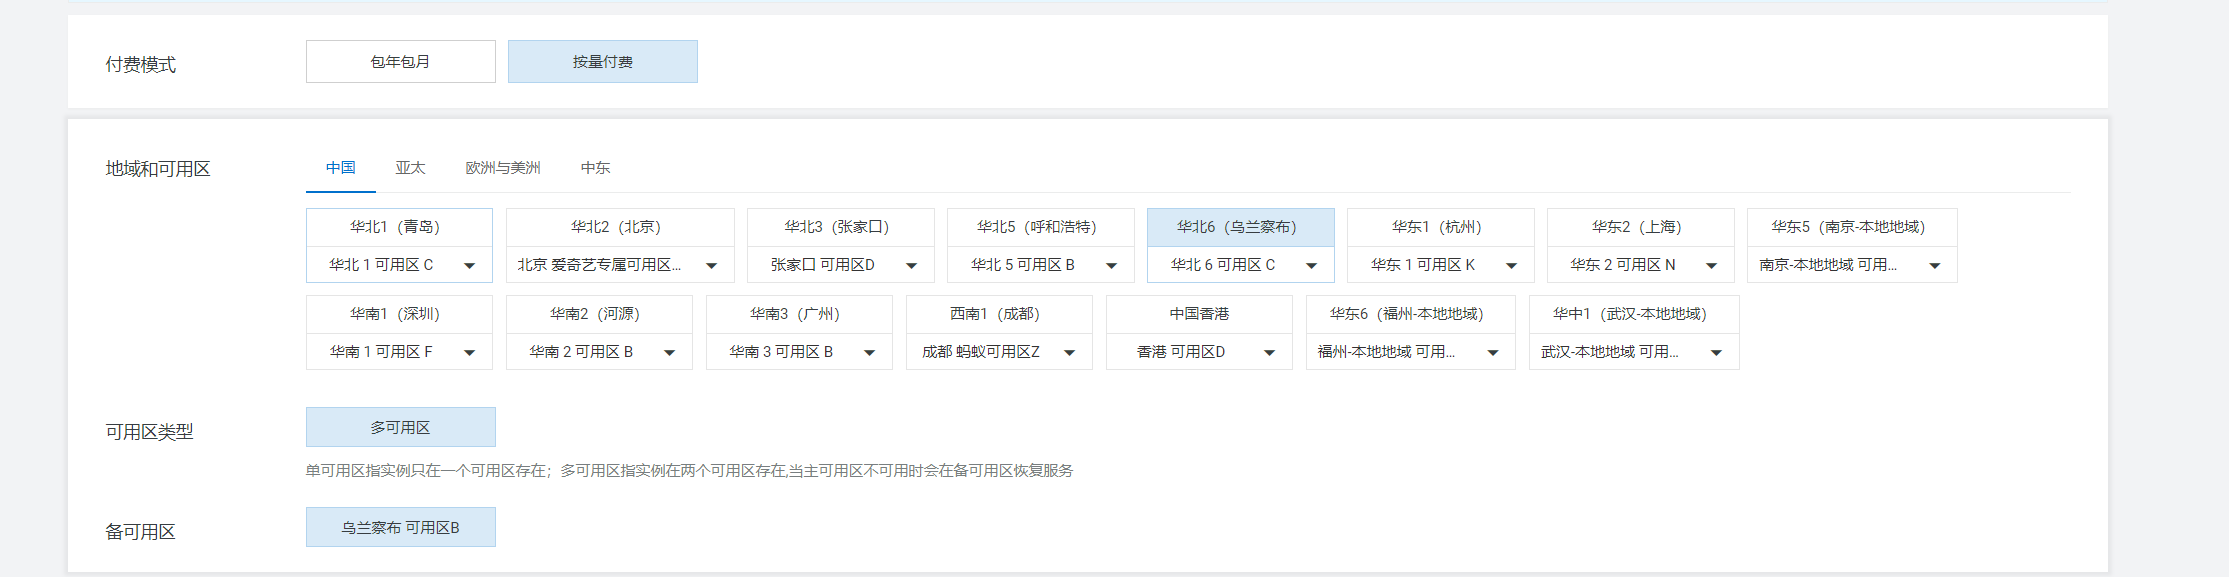 付费模式
包年包月 按量付费
地域和可用区
中国 亚太 欧洲与美洲 中东
华北1（青岛） 华北2（北京） 华北3（张家口） 华北5（呼和浩特） 华北6（乌兰察布） 华东1（杭州） 华东2（上海） 华东5（南京-本地地域）
华北 1 可用区 C 北京 爱奇艺专属可用区... 张家口 可用区D 华北 5 可用区 B 华北 6 可用区 C 华东 1 可用区 K 华东 2 可用区 N 南京-本地地域 可用...
华南1（深圳） 华南2（河源） 华南3（广州） 西南1（成都） 中国香港 华东6（福州-本地地域） 华中1（武汉-本地地域）
华南 1 可用区 F 华南 2 可用区 B 华南 3 可用区 B 成都 蚂蚁可用区Z 香港 可用区D 福州-本地地域 可用... 武汉-本地地域 可用...
可用区类型
多可用区
单可用区指实例只在一个可用区存在；多可用区指实例在两个可用区存在,当主可用区不可用时会在备可用区恢复服务
备可用区
乌兰察布 可用区B